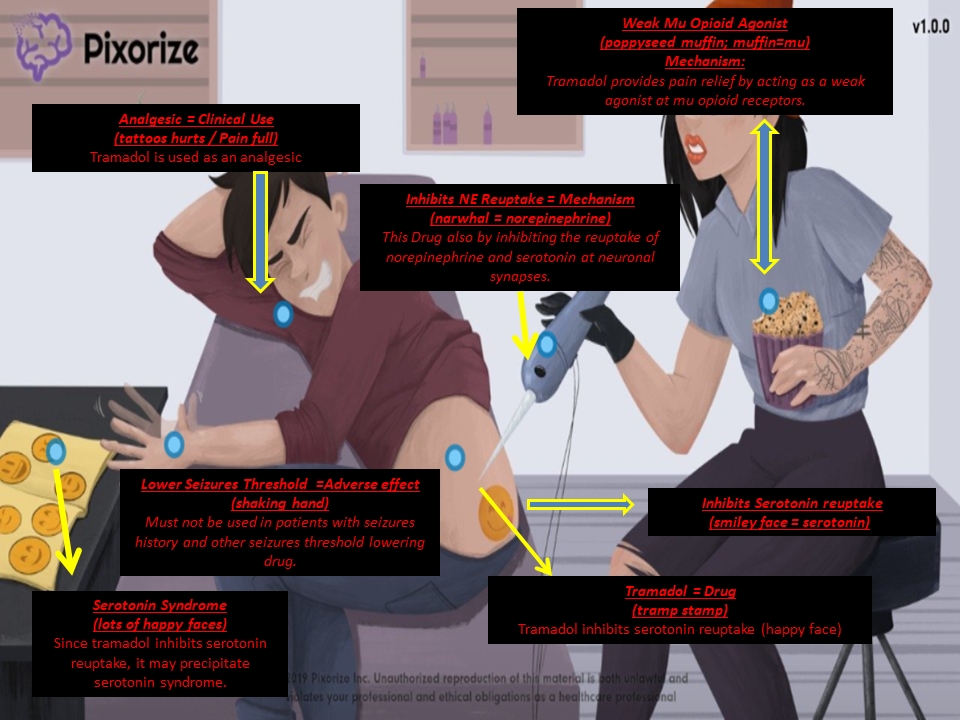 Pixorize
v1.0.0
Weak Mu Opioid Agonist
(poppyseed muffin; muffin=mu)
Mechanism:
Tramadol provides pain relief by acting as a weak
agonist at mu opioid receptors.
Analgesic = Clinical Use
(tattoos hurts / Pain full)
Tramadol is used as an analgesic
Inhibits NE Reuptake = Mechanism
(narwhal = norepinephrine)
This Drug also by inhibiting the reuptake of
norepinephrine and serotonin at neuronal
synapses.
Lower Seizures Threshold =Adverse effect
(shaking hand)
Must not be used in patients with seizures
history and other seizures threshold lowering
drug.
Inhibits Serotonin reuptake
(smiley face = serotonin)
Tramadol = Drug
(tramp stamp)
Tramadol inhibits serotonin reuptake (happy face)
Serotonin Syndrome
(lots of happy faces)
Since tramadol inhibits serotonin
reuptake, it may precipitate
serotonin syndrome.
2019 Pixorize Inc. Unauthorized reproduction of this material is both unlawful and
violates your professional and ethical obligations as a healthcare professional